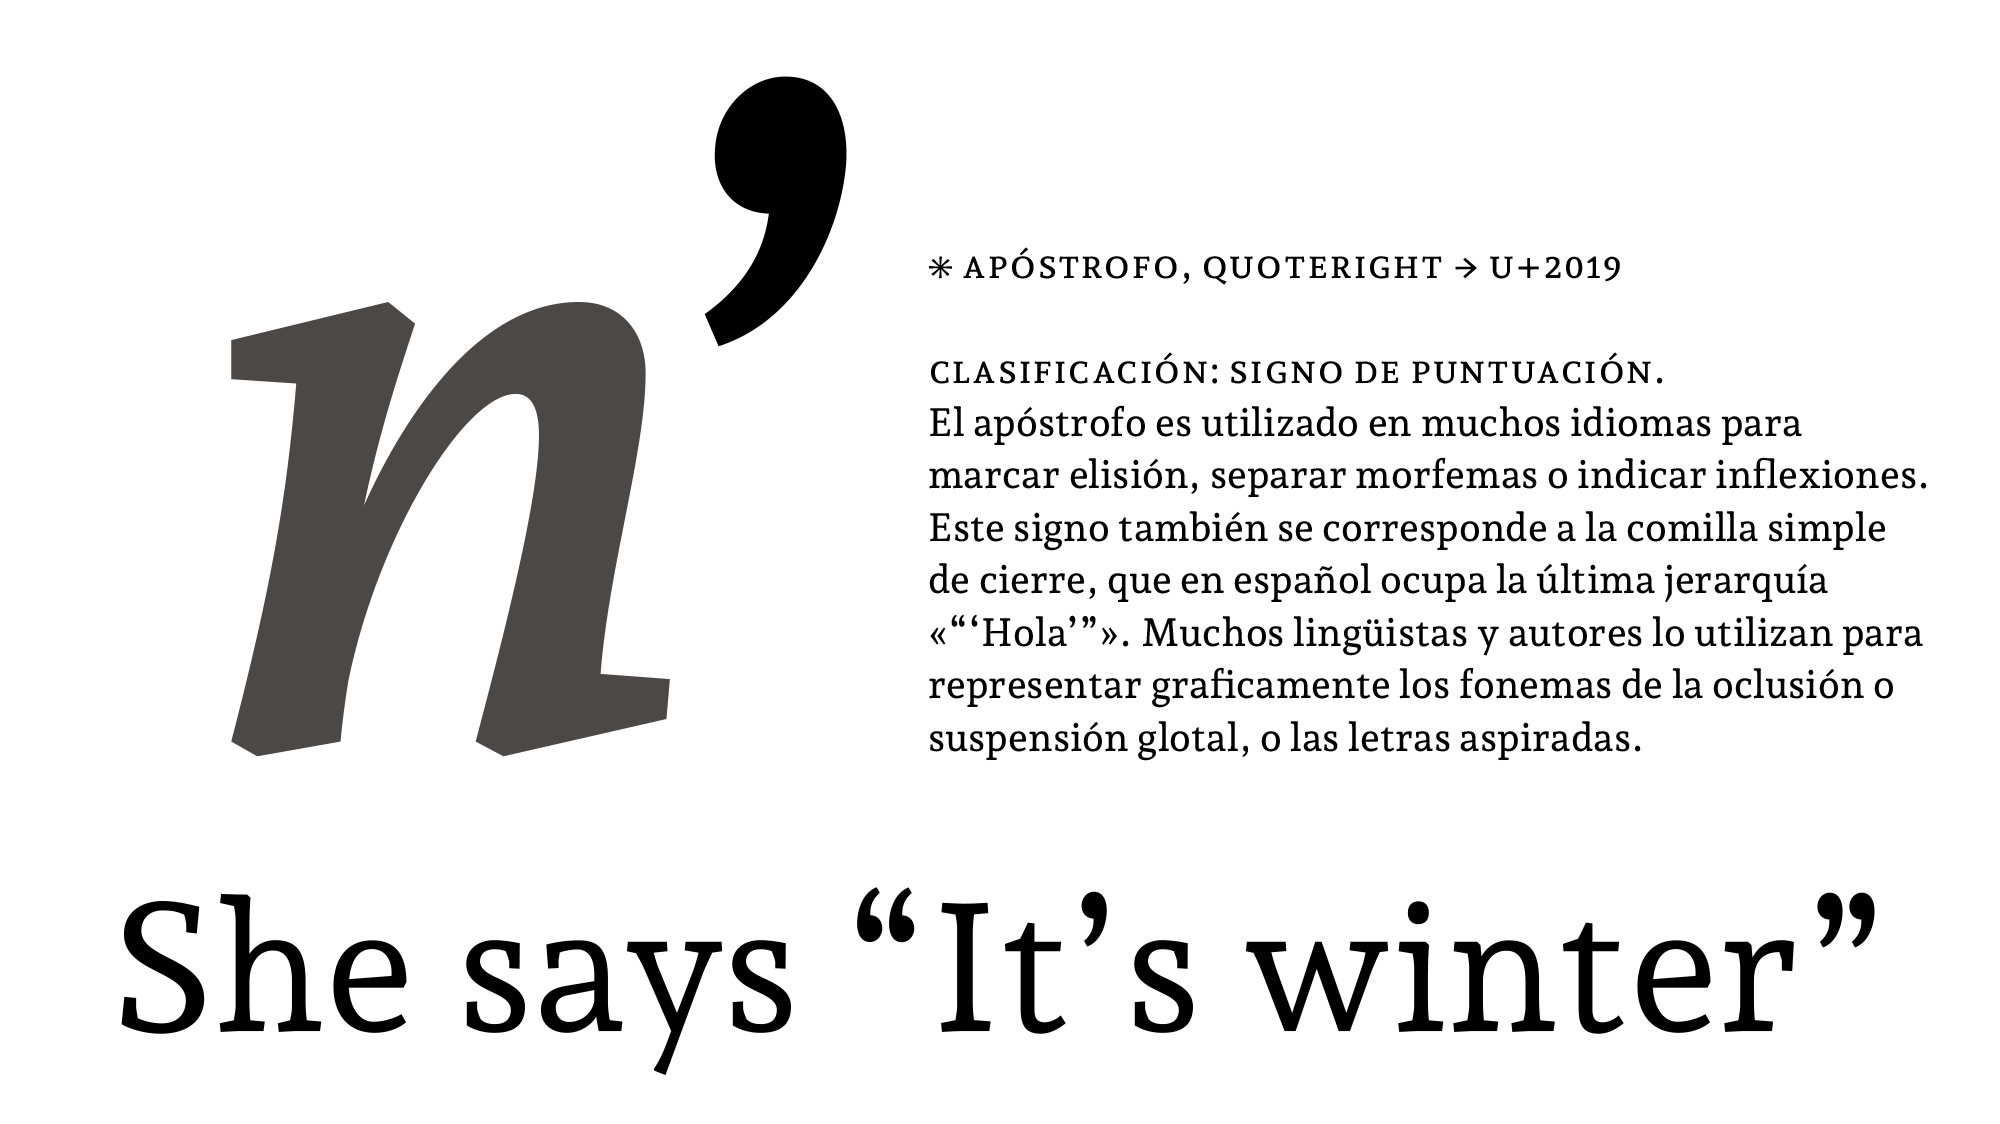 n’
✳ APÓSTROFO, QUOTERIGHT → U+2019
CLASIFICACIÓN: SIGNO DE PUNTUACIÓN.
El apóstrofo es utilizado en muchos idiomas para
marcar elisión, separar morfemas o indicar inflexiones.
Este signo también se corresponde a la comilla simple
de cierre, que en español ocupa la última jerarquía
«“‘Hola’”». Muchos lingüistas y autores lo utilizan para
representar graficamente los fonemas de la oclusión o
suspensión glotal, o las letras aspiradas.
She says “It’s winter”